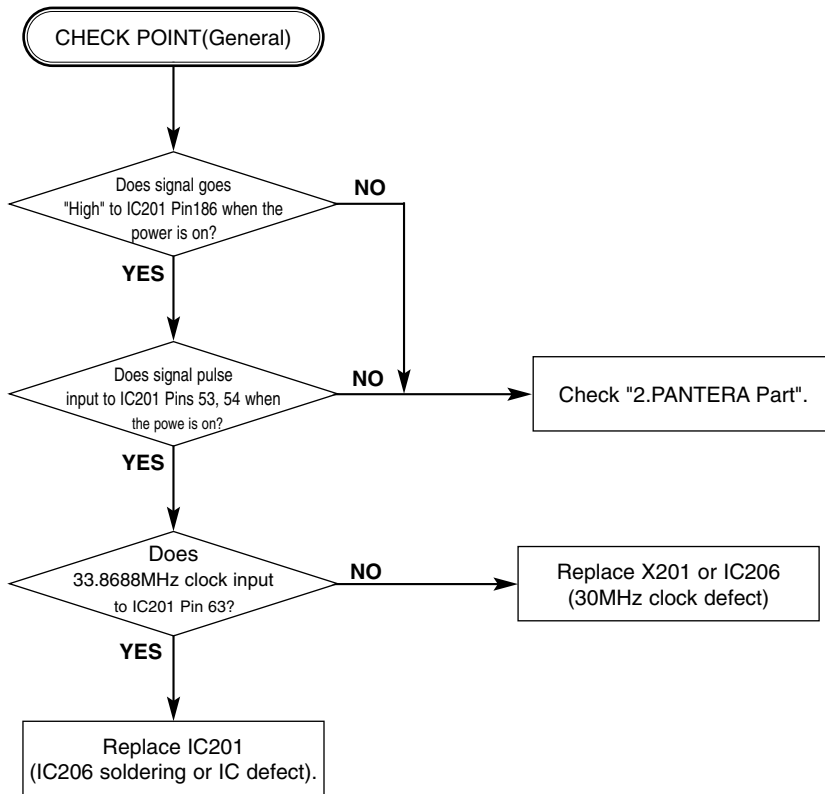 CHECK POINT(General)
Does signal goes
"High" to IC201 Pin186 when the
power is on?
NO
YES
Does signal pulse
input to IC201 Pins 53, 54 when
the powe is on?
NO
Check "2.PANTERA Part".
YES
Does
33.8688MHz clock input
to IC201 Pin 63?
NO
Replace X201 or IC206
(30MHz clock defect)
YES
Replace IC201
(IC206 soldering or IC defect).